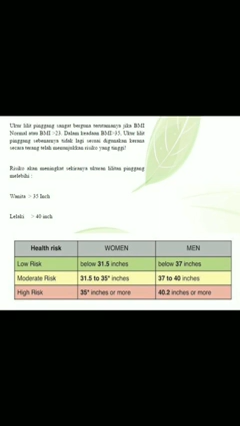 Ukur lilit pinggang sangat berguna terutamanya jika BMI
Normal atau BMI >23. Dalam keadaan BMI>35, Ukur lilit
pinggang sebenarnya tidak lagi sesuai digunakan kerana
secara terang telah menunjukkan risiko yang tinggi!
Risiko akan meningkat sekiranya ukuran lilitan pinggang
melebihi :
Wanita > 35 Inch
Lelaki > 40 inch
Health risk WOMEN MEN
Low Risk below 31.5 inches below 37 inches
Moderate Risk 31.5 to 35" inches 37 to 40 inches
High Risk 35" inches or more 40.2 inches or more